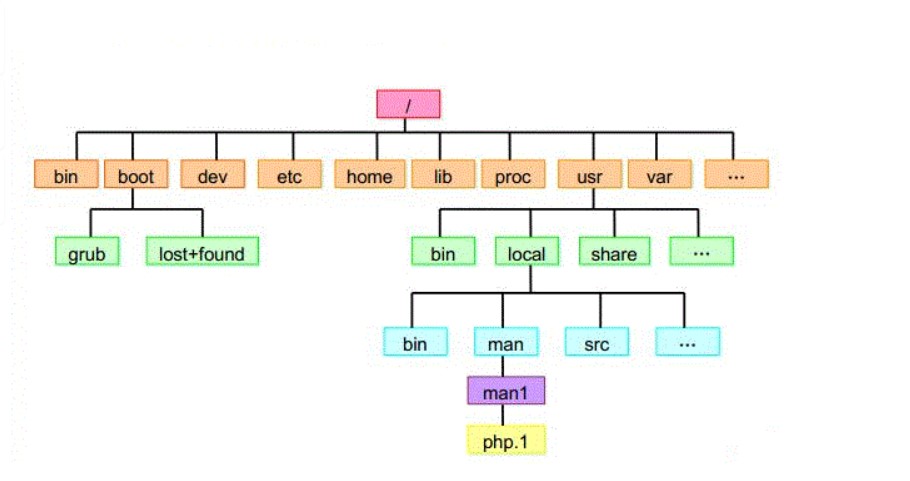 /
bin boot dev etc home lib proc usr var ...
grub lost+found bin local share ...
bin man src ...
man1
php.1